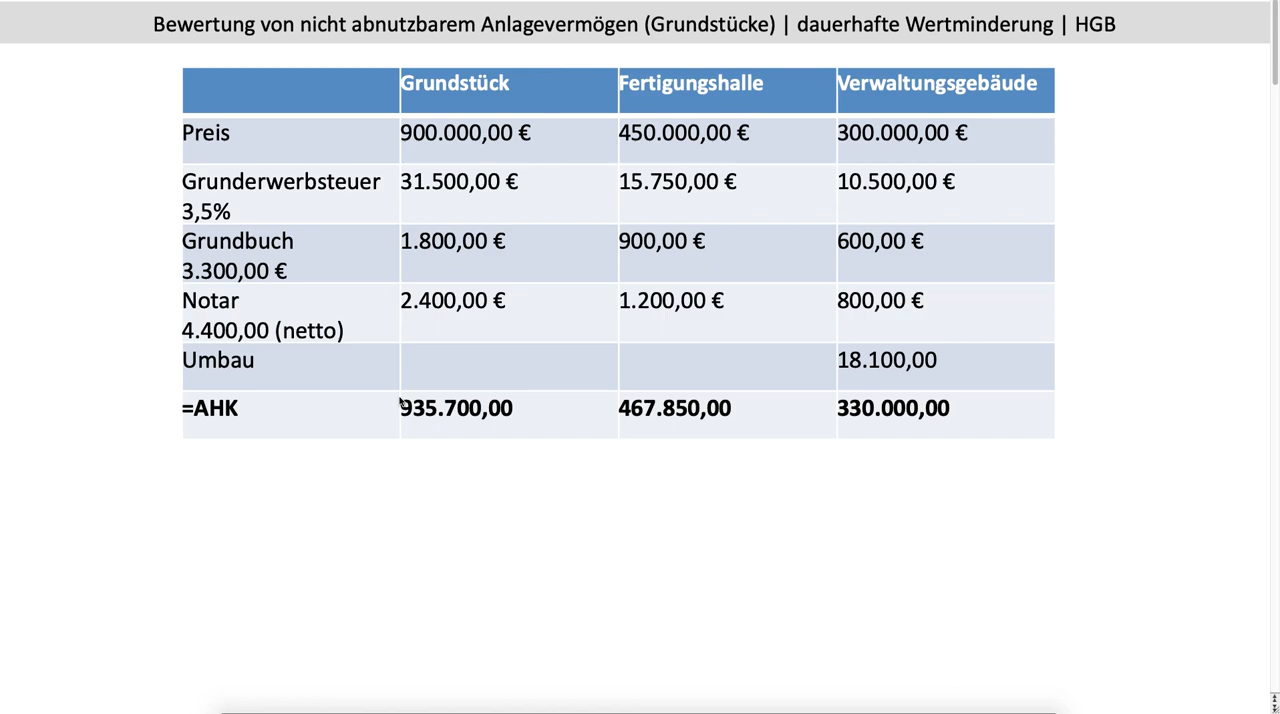 Bewertung von nicht abnutzbarem Anlagevermögen (Grundstücke) | dauerhafte Wertminderung | HGB
Grundstück Fertigungshalle Verwaltungsgebäude
Preis 900.000,00 € 450.000,00 € 300.000,00 €
Grunderwerbsteuer 31.500,00 € 15.750,00 € 10.500,00 €
3,5%
Grundbuch 1.800,00 € 900,00 € 600,00 €
3.300,00 €
Notar 2.400,00 € 1.200,00 € 800,00 €
4.400,00 (netto)
Umbau 18.100,00
=AHK 935.700,00 467.850,00 330.000,00